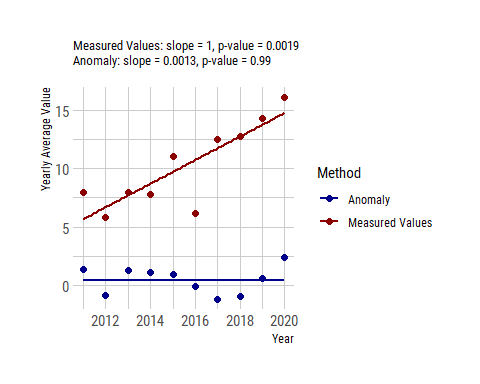 Measured Values: slope = 1, p-value = 0.0019
Anomaly: slope = 0.0013, p-value = 0.99
Yearly Average Value
15
10
5
0
2012 2014 2016 2018 2020
Year
Method
Anomaly
Measured Values